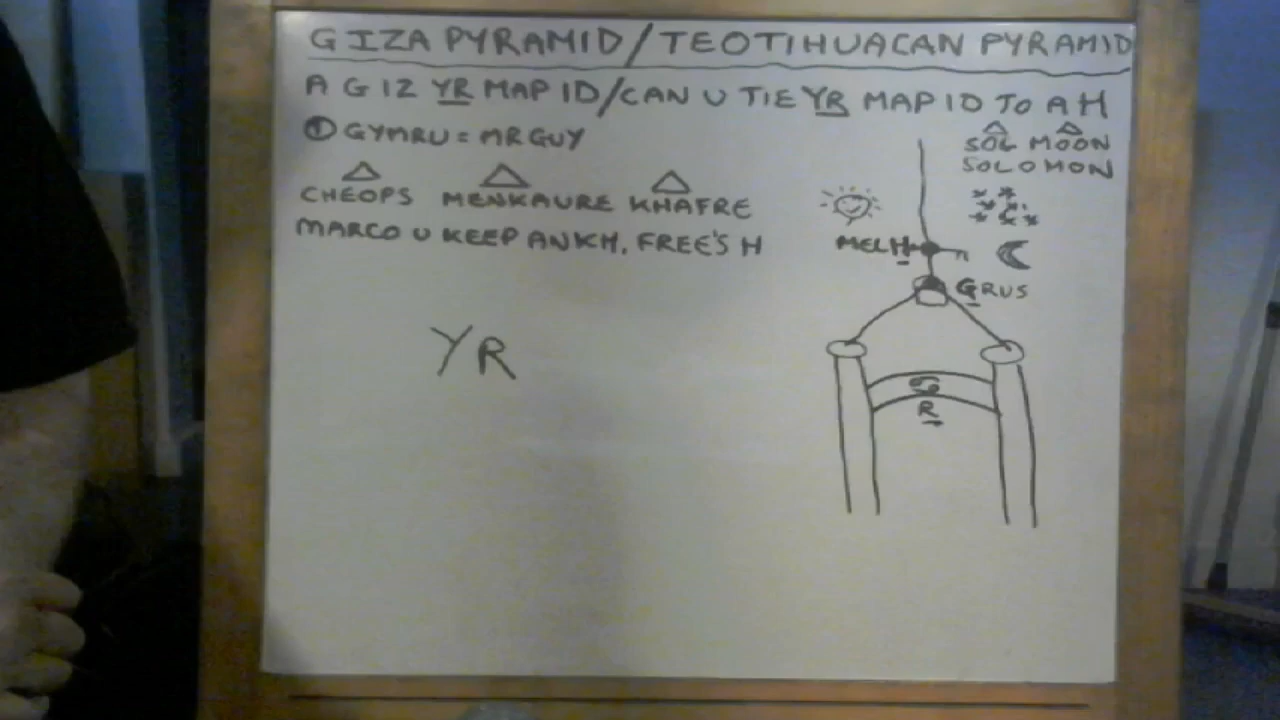 GIZA PYRAMID/TEOTIHUACAN PYRAMID
A GIZ YR MAP ID/CAN U TIE YR MAP ID TO A H
① GYMRU = MR GUY
SOL MOON
SOLOMON
CHEOPS MENKAURE KHAFRE
MARCO U KEEP ANKH. FREE'S H
MELH
GRUS
YR
R